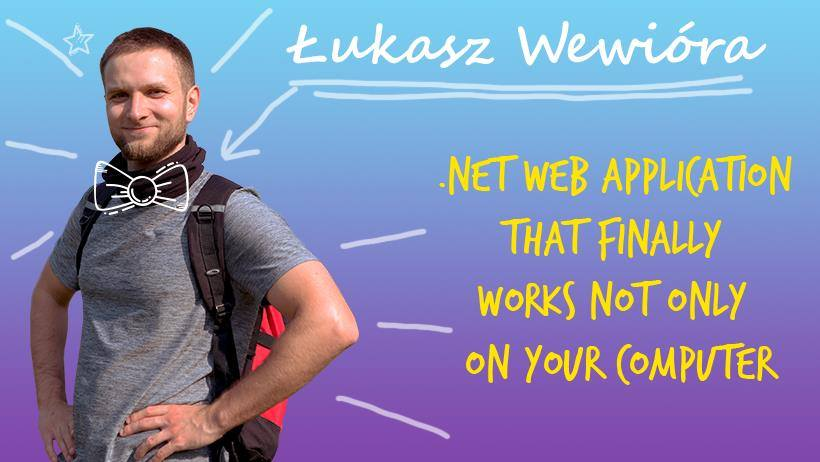 Łukasz Wewióra
.NET WEB APPLICATION
THAT FINALLY
WORKS NOT ONLY
ON YOUR COMPUTER